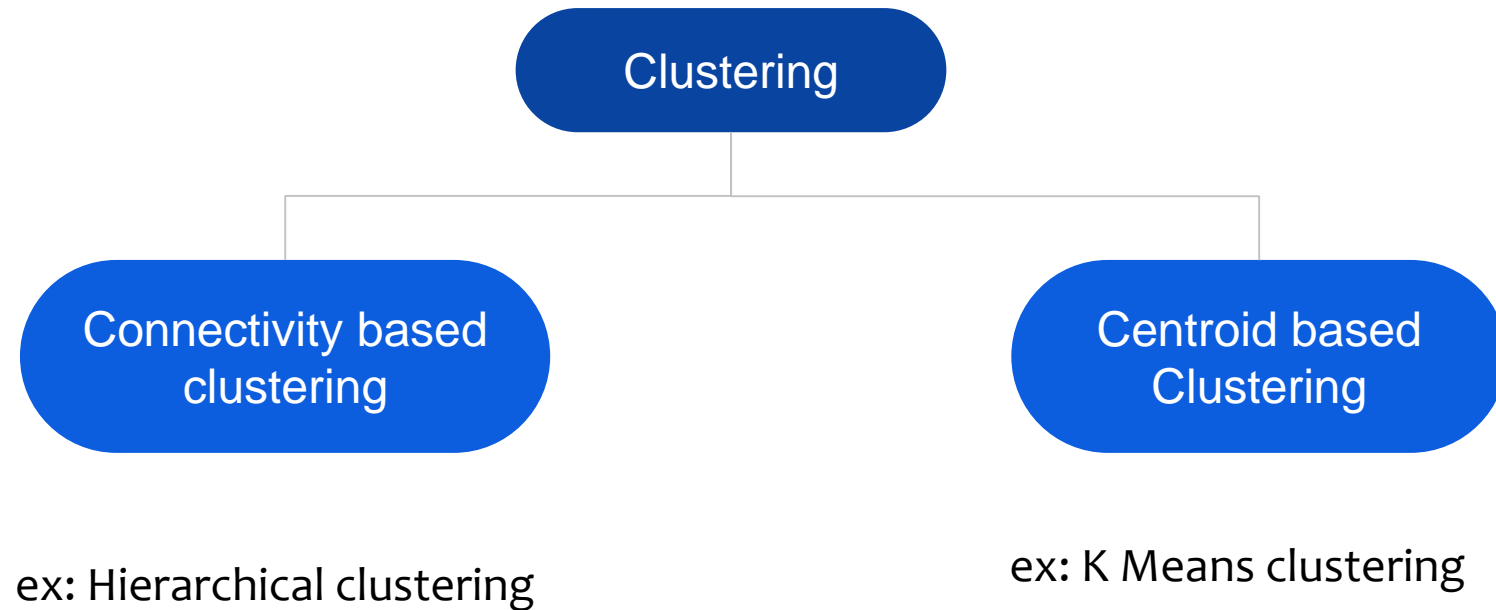 Clustering
Connectivity based
clustering
Centroid based
Clustering
ex: Hierarchical clustering
ex: K Means clustering